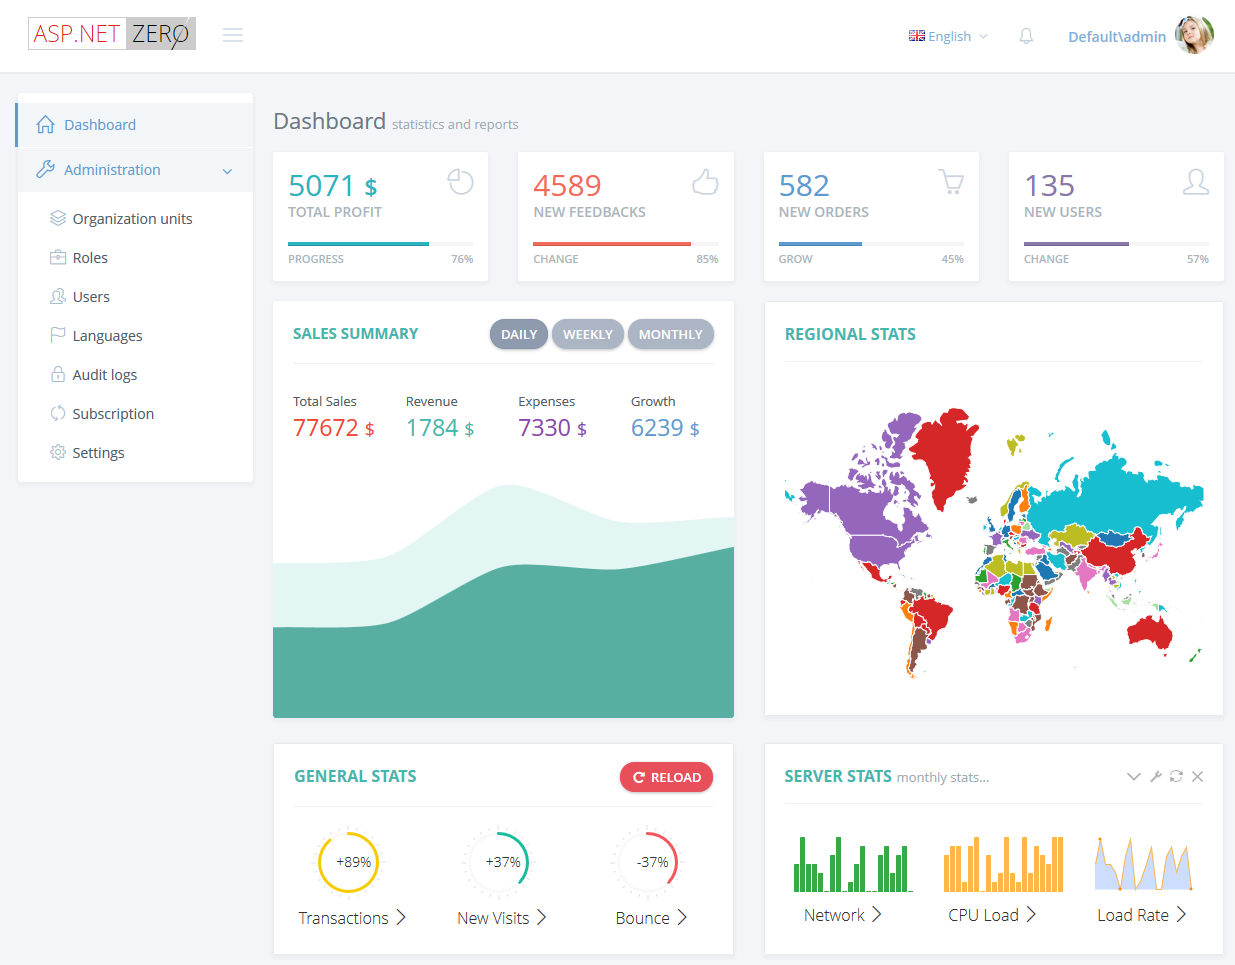 ASP.NET ZERO
English
Default\admin
Dashboard
Administration
Organization units
Roles
Users
Languages
Audit logs
Subscription
Settings
Dashboard statistics and reports
5071 $
TOTAL PROFIT
PROGRESS 76%
4589
NEW FEEDBACKS
CHANGE 85%
582
NEW ORDERS
GROW 45%
135
NEW USERS
CHANGE 57%
SALES SUMMARY DAILY WEEKLY MONTHLY
Total Sales Revenue Expenses Growth
77672 $ 1784 $ 7330 $ 6239 $
REGIONAL STATS
GENERAL STATS RELOAD
+89% +37% -37%
Transactions New Visits Bounce
SERVER STATS monthly stats...
Network CPU Load Load Rate